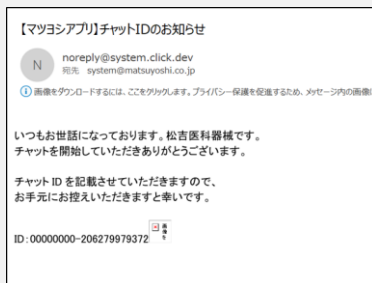 【マツヨシアプリ】チャットIDのお知らせ
N
noreply@system.click.dev
宛先 system@matsuyoshi.co.jp
画像をダウンロードするには、ここをクリックします。プライバシー保護を促進するため、メッセージ内の画像は
いつもお世話になっております。松吉医科器械です。
チャットを開始していただきありがとうございます。
チャット ID を記載させていただきますので、
お手元にお控えいただきますと幸いです。
ID:00000000-206279979372